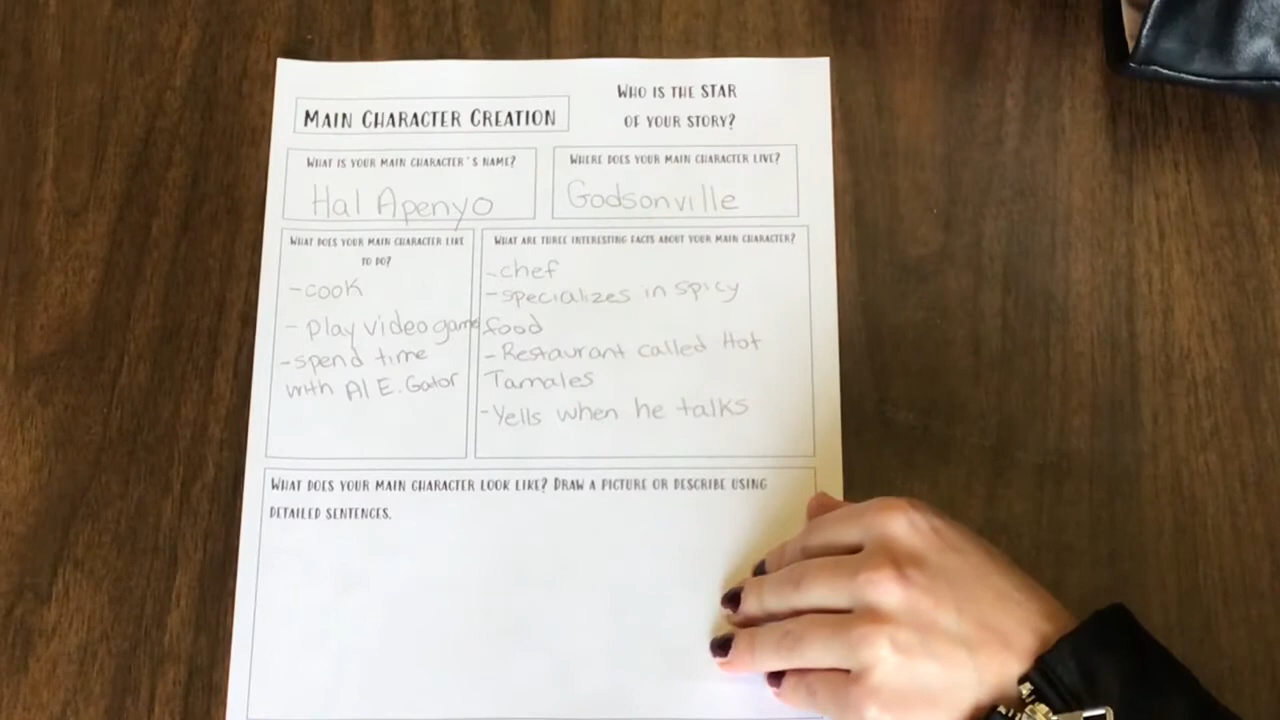 MAIN CHARACTER CREATION
WHO IS THE STAR
OF YOUR STORY?
WHAT IS YOUR MAIN CHARACTER'S NAME?
Hal Apenyo
WHERE DOES YOUR MAIN CHARACTER LIVE?
Godsonville
WHAT DOES YOUR MAIN CHARACTER LIKE
TO DO?
-cook
- play video game
-spend time
with Al E. Gator
WHAT ARE THREE INTERESTING FACTS ABOUT YOUR MAIN CHARACTER?
-chef
-specializes in spicy
food
-Restaurant called Hot
Tamales
-Yells when he talks
WHAT DOES YOUR MAIN CHARACTER LOOK LIKE? DRAW A PICTURE OR DESCRIBE USING
DETAILED SENTENCES.